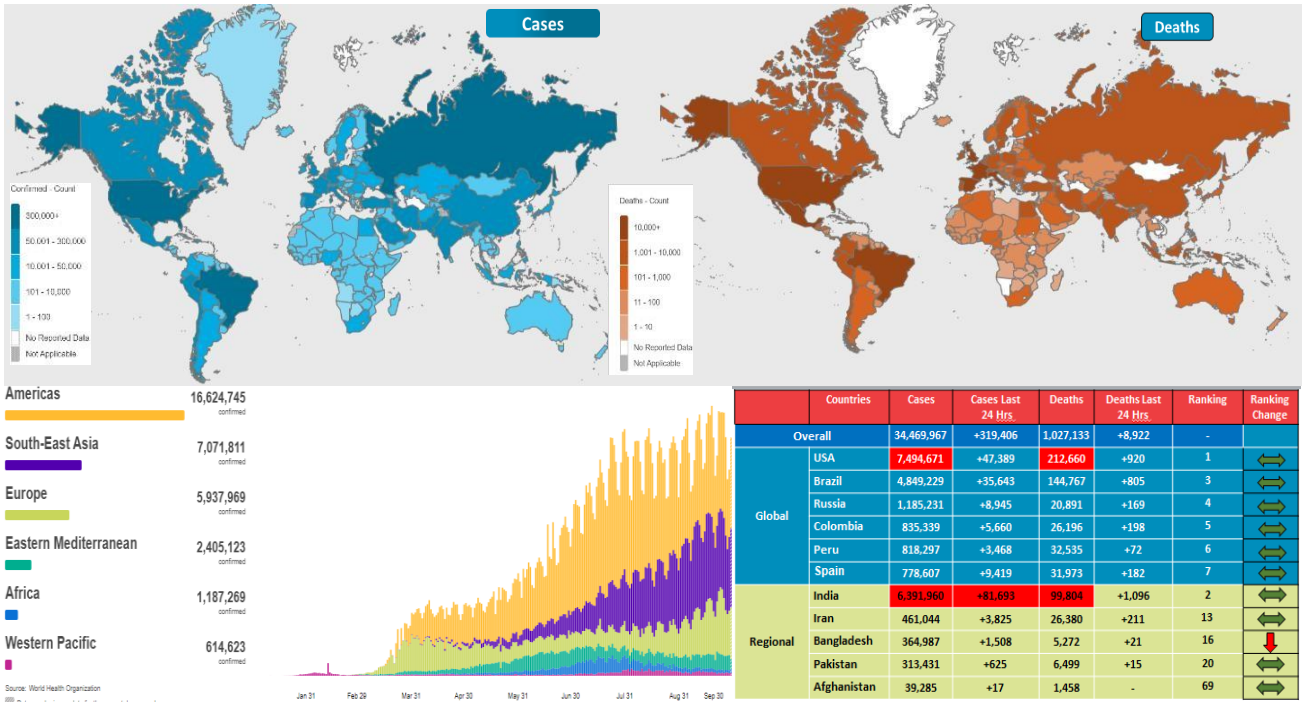 Cases
Deaths
Confirmed - Count
300,000+
50,001 - 300,000
10,001 - 50,000
101 - 10,000
1 - 100
No Reported Data
Not Applicable
Deaths - Count
10,000+
1,001 - 10,000
101 - 1,000
11 - 100
1 - 10
No Reported Data
Not Applicable
Americas 16,624,745
confirmed
South-East Asia 7,071,811
confirmed
Europe 5,937,969
confirmed
Eastern Mediterranean 2,405,123
confirmed
Africa 1,187,269
confirmed
Western Pacific 614,623
confirmed
Source: World Health Organization
Jan 31 Feb 29 Mar 31 Apr 30 May 31 Jun 30 Jul 31 Aug 31 Sep 30
Countries Cases Cases Last 24 Hrs Deaths Deaths Last 24 Hrs Ranking Ranking Change
Overall 34,469,967 +319,406 1,027,133 +8,922 -
Global
USA 7,494,671 +47,389 212,660 +920 1
Brazil 4,849,229 +35,643 144,767 +805 3
Russia 1,185,231 +8,945 20,891 +169 4
Colombia 835,339 +5,660 26,196 +198 5
Peru 818,297 +3,468 32,535 +72 6
Spain 778,607 +9,419 31,973 +182 7
Regional
India 6,391,960 +81,693 99,804 +1,096 2
Iran 461,044 +3,825 26,380 +211 13
Bangladesh 364,987 +1,508 5,272 +21 16
Pakistan 313,431 +625 6,499 +15 20
Afghanistan 39,285 +17 1,458 - 69